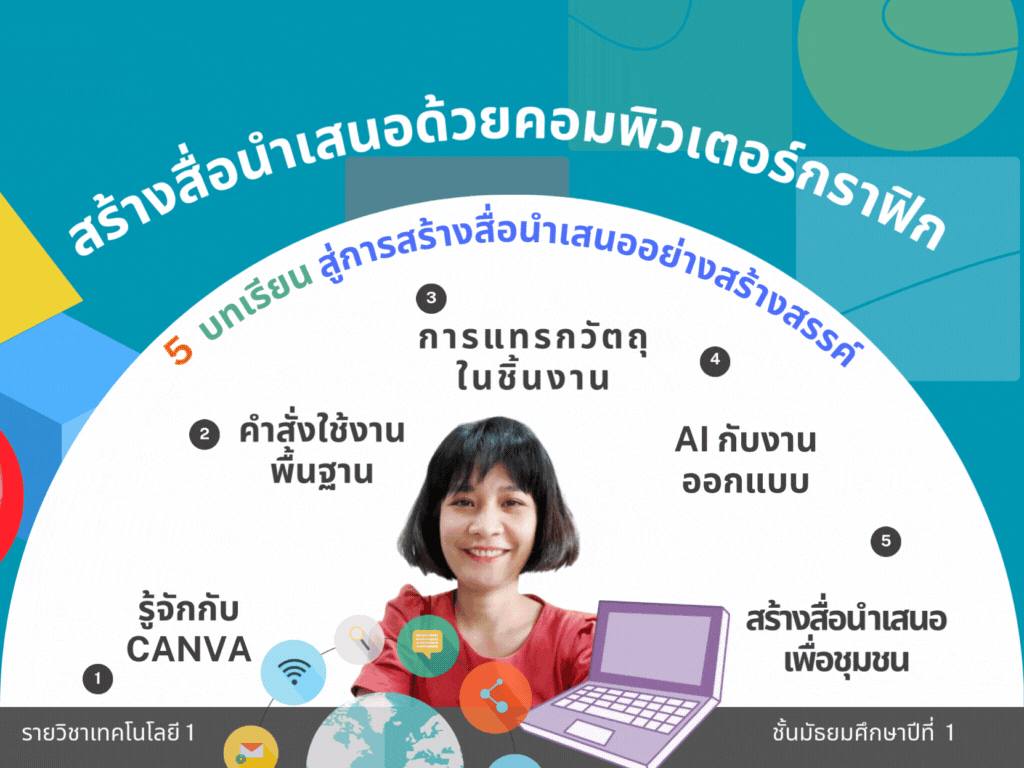 สร้างสื่อนำเสนอด้วยคอมพิวเตอร์กราฟิก
5 บทเรียน สู่การสร้างสื่อนำเสนออย่างสร้างสรรค์
1
รู้จักกับ
CANVA
2
คำสั่งใช้งาน
พื้นฐาน
3
การแทรกวัตถุ
ในชิ้นงาน
4
AI กับงาน
ออกแบบ
5
สร้างสื่อนำเสนอ
เพื่อชุมชน
รายวิชาเทคโนโลยี 1
ชั้นมัธยมศึกษาปีที่ 1